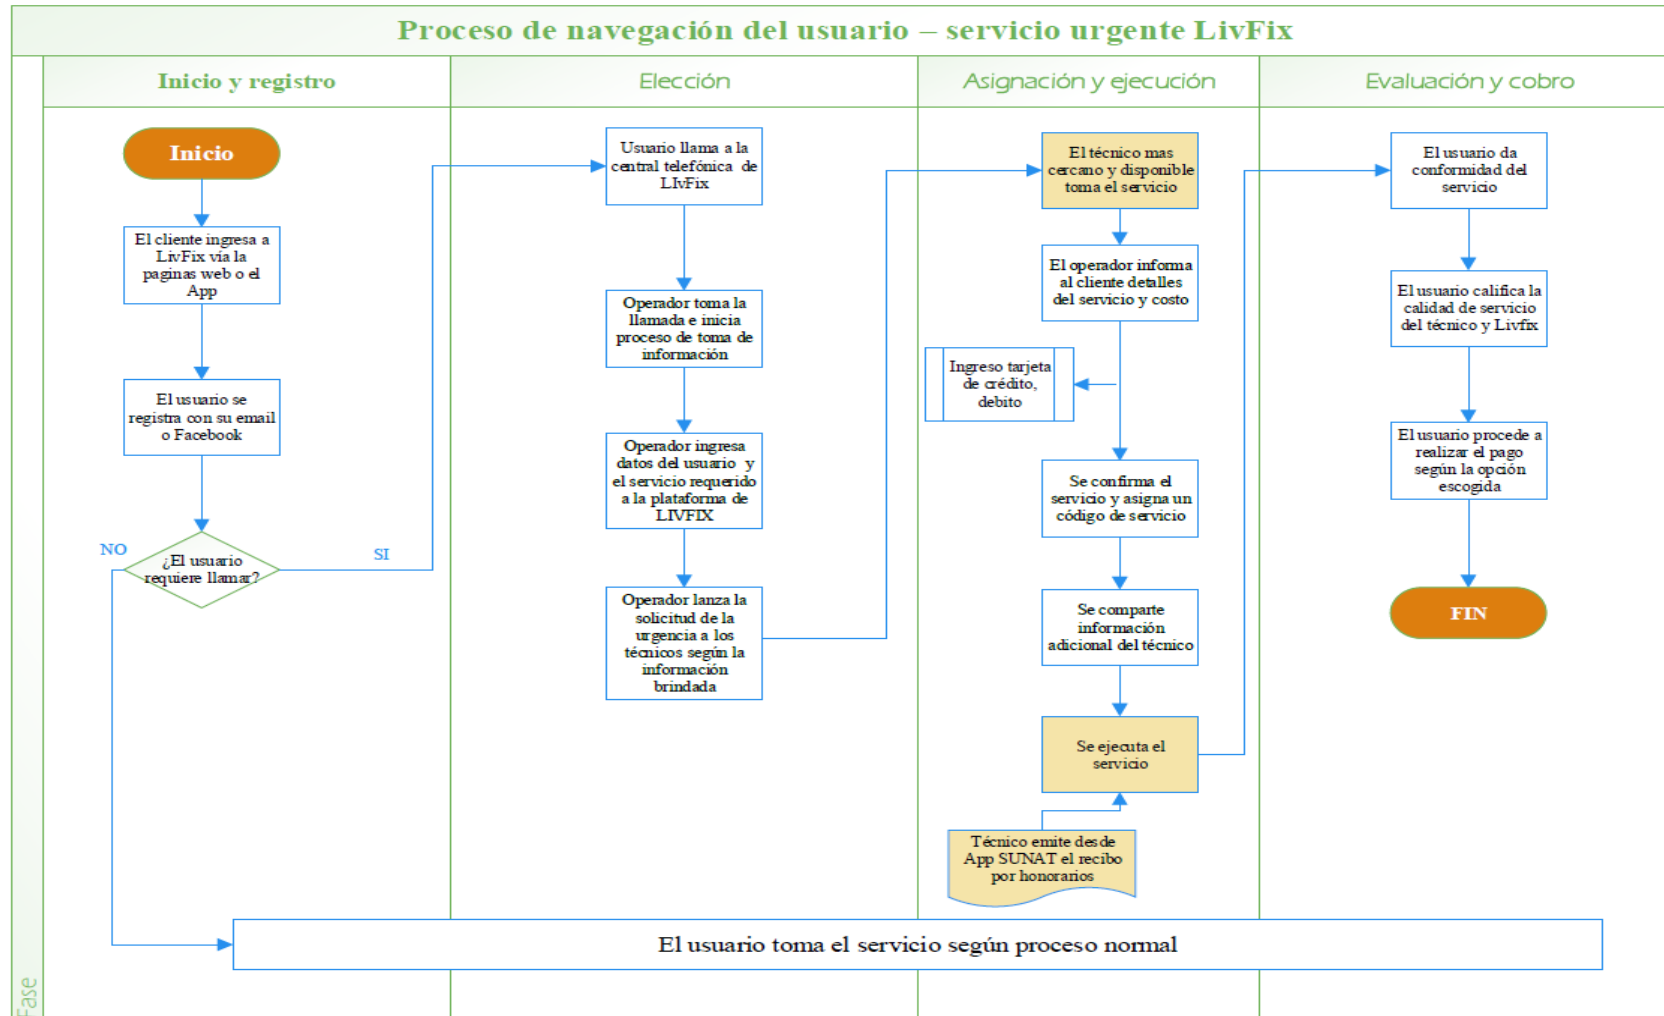 Proceso de navegación del usuario – servicio urgente LivFix
Inicio y registro
Elección
Asignación y ejecución
Evaluación y cobro
Inicio
El cliente ingresa a
LivFix vía la
paginas web o el
App
El usuario se
registra con su email
o Facebook
¿El usuario
requiere llamar?
NO
SI
Usuario llama a la
central telefónica de
LIvFix
Operador toma la
llamada e inicia
proceso de toma de
información
Operador ingresa
datos del usuario y
el servicio requerido
a la plataforma de
LIVFIX
Operador lanza la
solicitud de la
urgencia a los
técnicos según la
información
brindada
El técnico mas
cercano y disponible
toma el servicio
El operador informa
al cliente detalles
del servicio y costo
Ingreso tarjeta
de crédito,
debito
Se confirma el
servicio y asigna un
código de servicio
Se comparte
información
adicional del técnico
Se ejecuta el
servicio
Técnico emite desde
App SUNAT el recibo
por honorarios
El usuario da
conformidad del
servicio
El usuario califica la
calidad de servicio
del técnico y Livfix
El usuario procede a
realizar el pago
según la opción
escogida
FIN
El usuario toma el servicio según proceso normal
Fase